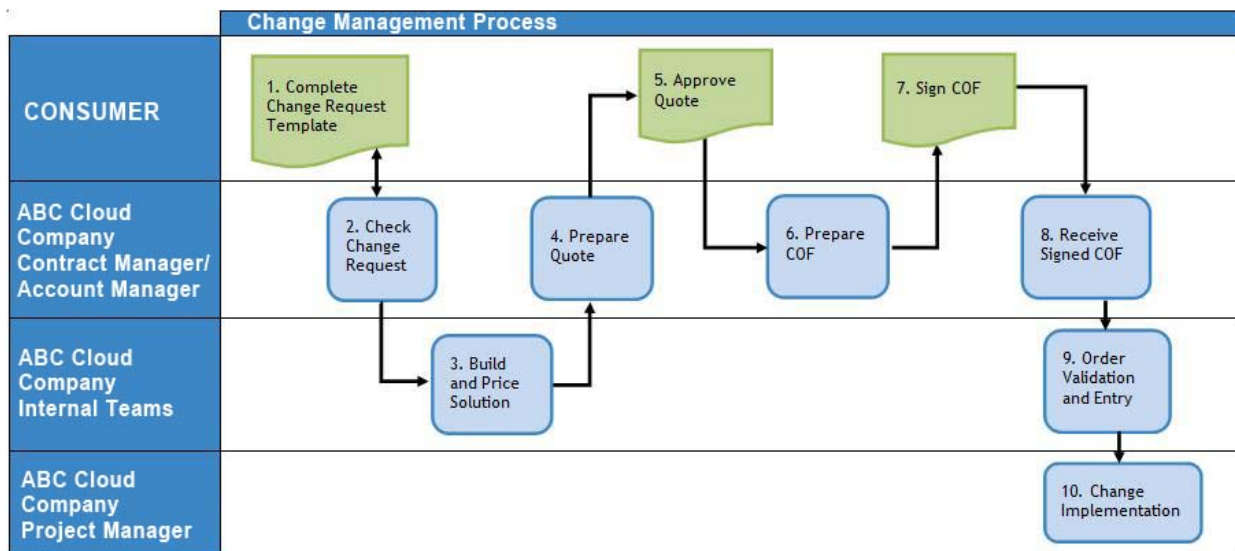 Change Management Process
CONSUMER
1. Complete
Change Request
Template
5. Approve
Quote
7. Sign COF
ABC Cloud
Company
Contract Manager/
Account Manager
2. Check
Change
Request
4. Prepare
Quote
6. Prepare
COF
8. Receive
Signed COF
ABC Cloud
Company
Internal Teams
3. Build
and Price
Solution
9. Order
Validation
and Entry
ABC Cloud
Company
Project Manager
10. Change
Implementation